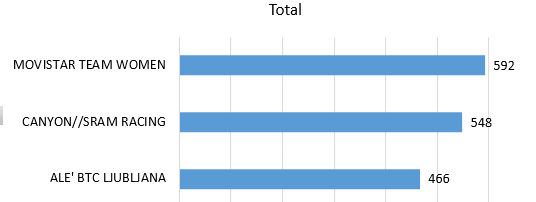 Total
MOVISTAR TEAM WOMEN 592
CANYON//SRAM RACING 548
ALE' BTC LJUBLJANA 466